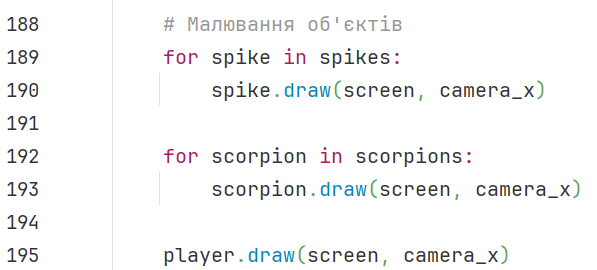 188 # Малювання об'єктів
189 for spike in spikes:
190 spike.draw(screen, camera_x)
191
192 for scorpion in scorpions:
193 scorpion.draw(screen, camera_x)
194
195 player.draw(screen, camera_x)